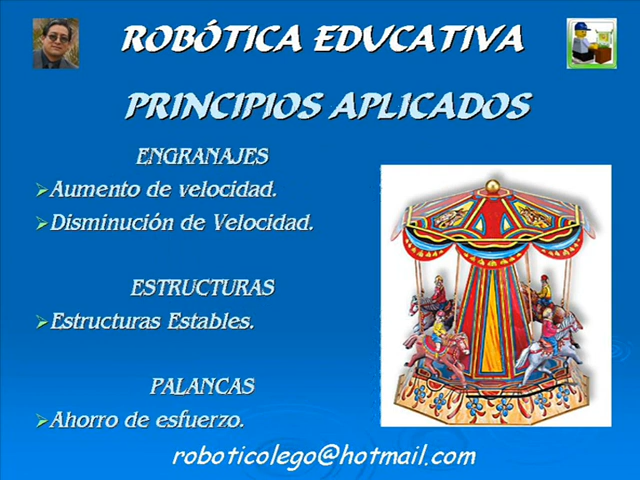 ROBÓTICA EDUCATIVA
PRINCIPIOS APLICADOS
ENGRANAJES
Aumento de velocidad.
Disminución de Velocidad.
ESTRUCTURAS
Estructuras Estables.
PALANCAS
Ahorro de esfuerzo.
roboticolego@hotmail.com